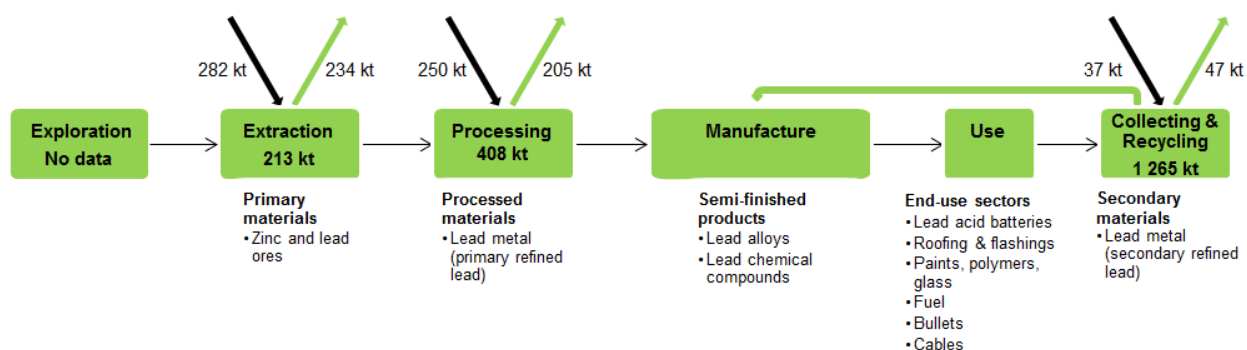 282 kt
234 kt
250 kt
205 kt
37 kt
47 kt
Exploration
No data
Extraction
213 kt
Processing
408 kt
Manufacture
Use
Collecting &
Recycling
1 265 kt
Primary
materials
• Zinc and lead
ores
Processed
materials
• Lead metal
(primary refined
lead)
Semi-finished
products
• Lead alloys
• Lead chemical
compounds
End-use sectors
• Lead acid batteries
• Roofing & flashings
• Paints, polymers,
glass
• Fuel
• Bullets
• Cables
Secondary
materials
• Lead metal
(secondary refined
lead)